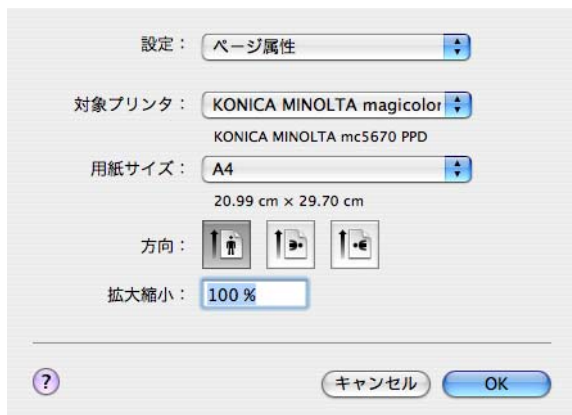 設定： ページ属性
対象プリンタ： KONICA MINOLTA magicolor
KONICA MINOLTA mc5670 PPD
用紙サイズ： A4
20.99 cm × 29.70 cm
方向：
拡大縮小： 100 %
? キャンセル OK